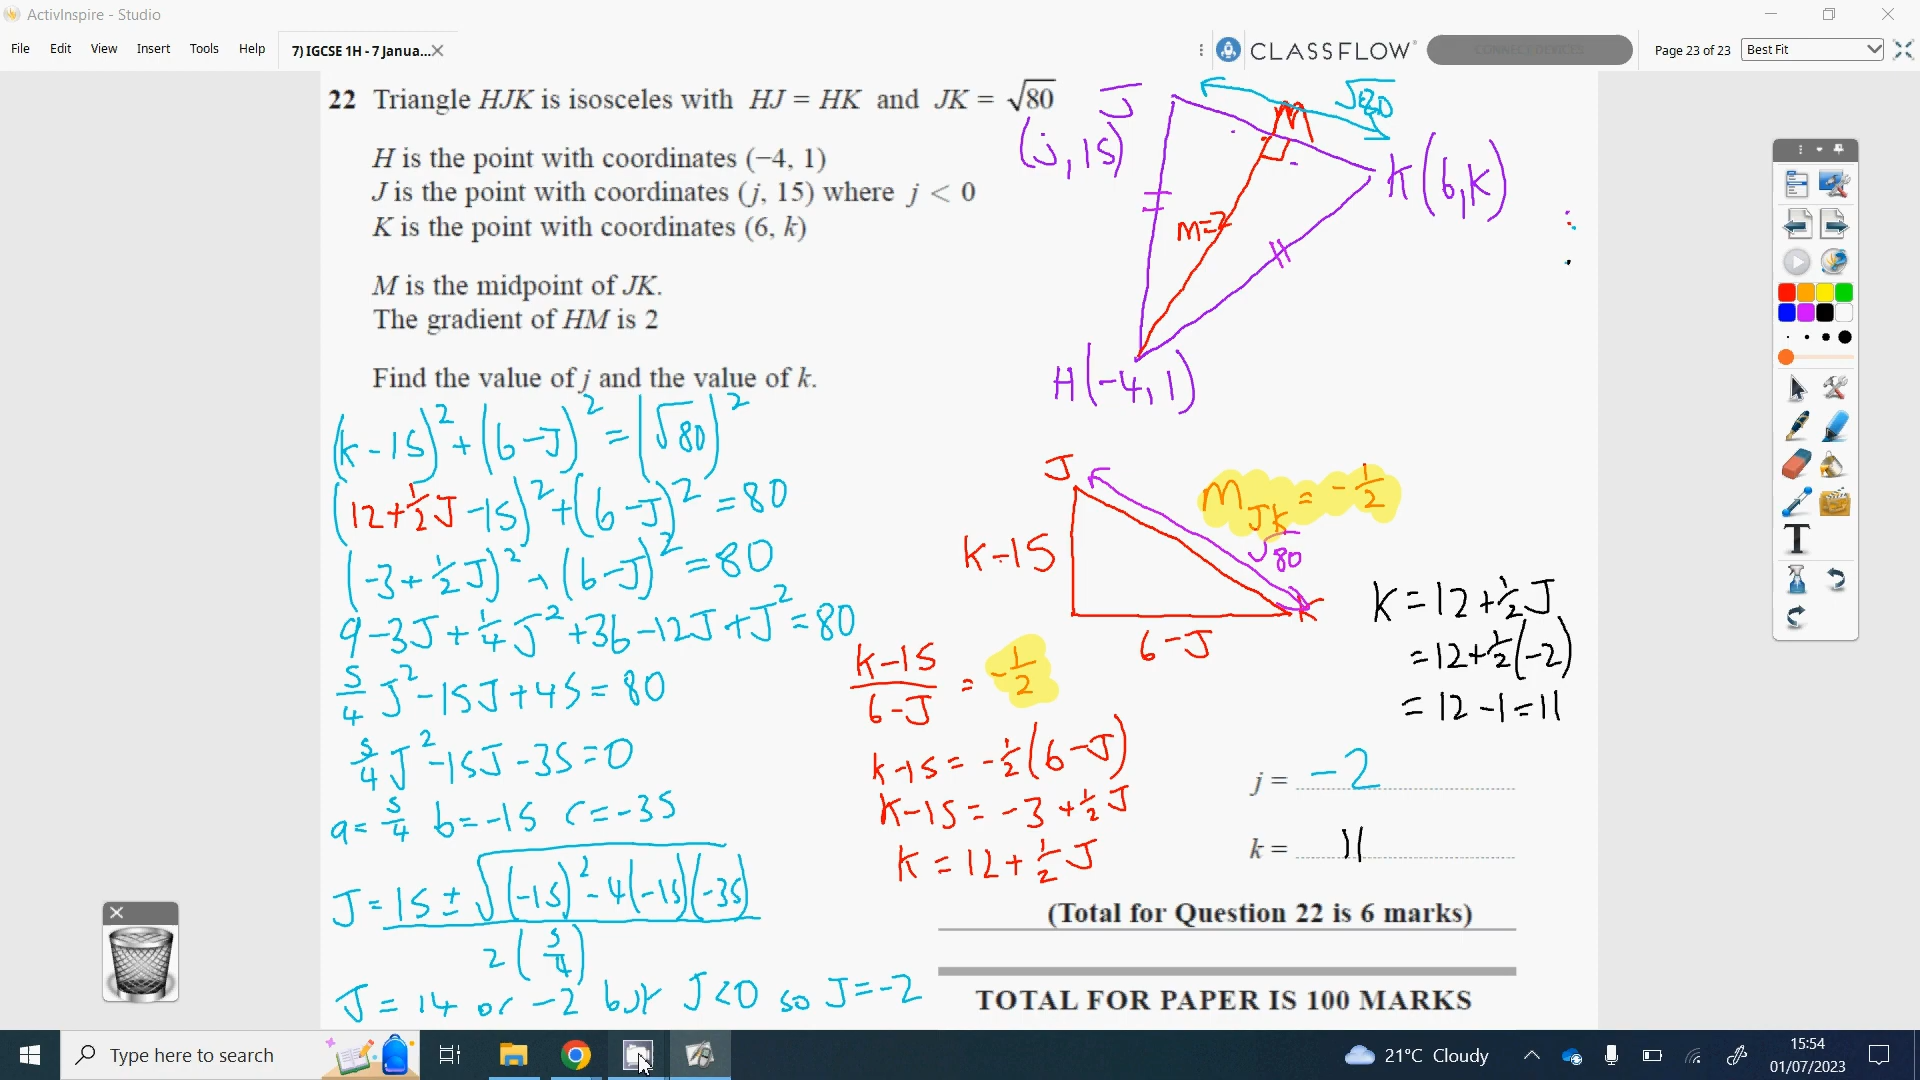 ActivInspire - Studio
File Edit View Insert Tools Help 7) IGCSE 1H - 7 Janua... CLASSFLOW Page 23 of 23 Best Fit
22 Triangle HJK is isosceles with HJ = HK and JK = √80
H is the point with coordinates (−4, 1)
J is the point with coordinates (j, 15) where j < 0
K is the point with coordinates (6, k)
M is the midpoint of JK.
The gradient of HM is 2
Find the value of j and the value of k.
J
(j, 15)
√80
M
K(6, K)
m=2
H(-4, 1)
(k-15)² + (6-J)² = (√80)²
(12+½J-15)² + (6-J)² = 80
(-3+½J)² + (6-J)² = 80
9-3J+¼J²+36-12J+J²=80
5/4 J²-15J+45=80
5/4 J²-15J-35=0
a=5/4 b=-15 c=-35
J = 15 ± √(-15)²-4(-15)(-35)
2(5/4)
J = 14 or -2 but J<0 so J=-2
J
M JK = -½
K-15
√80
K
6-J
K-15/6-J = -½
k-15 = -½(6-J)
K-15 = -3+½J
K = 12+½J
K = 12+½J
= 12+½(-2)
= 12-1=11
j = -2
k = 11
(Total for Question 22 is 6 marks)
TOTAL FOR PAPER IS 100 MARKS
T
Type here to search
21°C Cloudy
15:54
01/07/2023